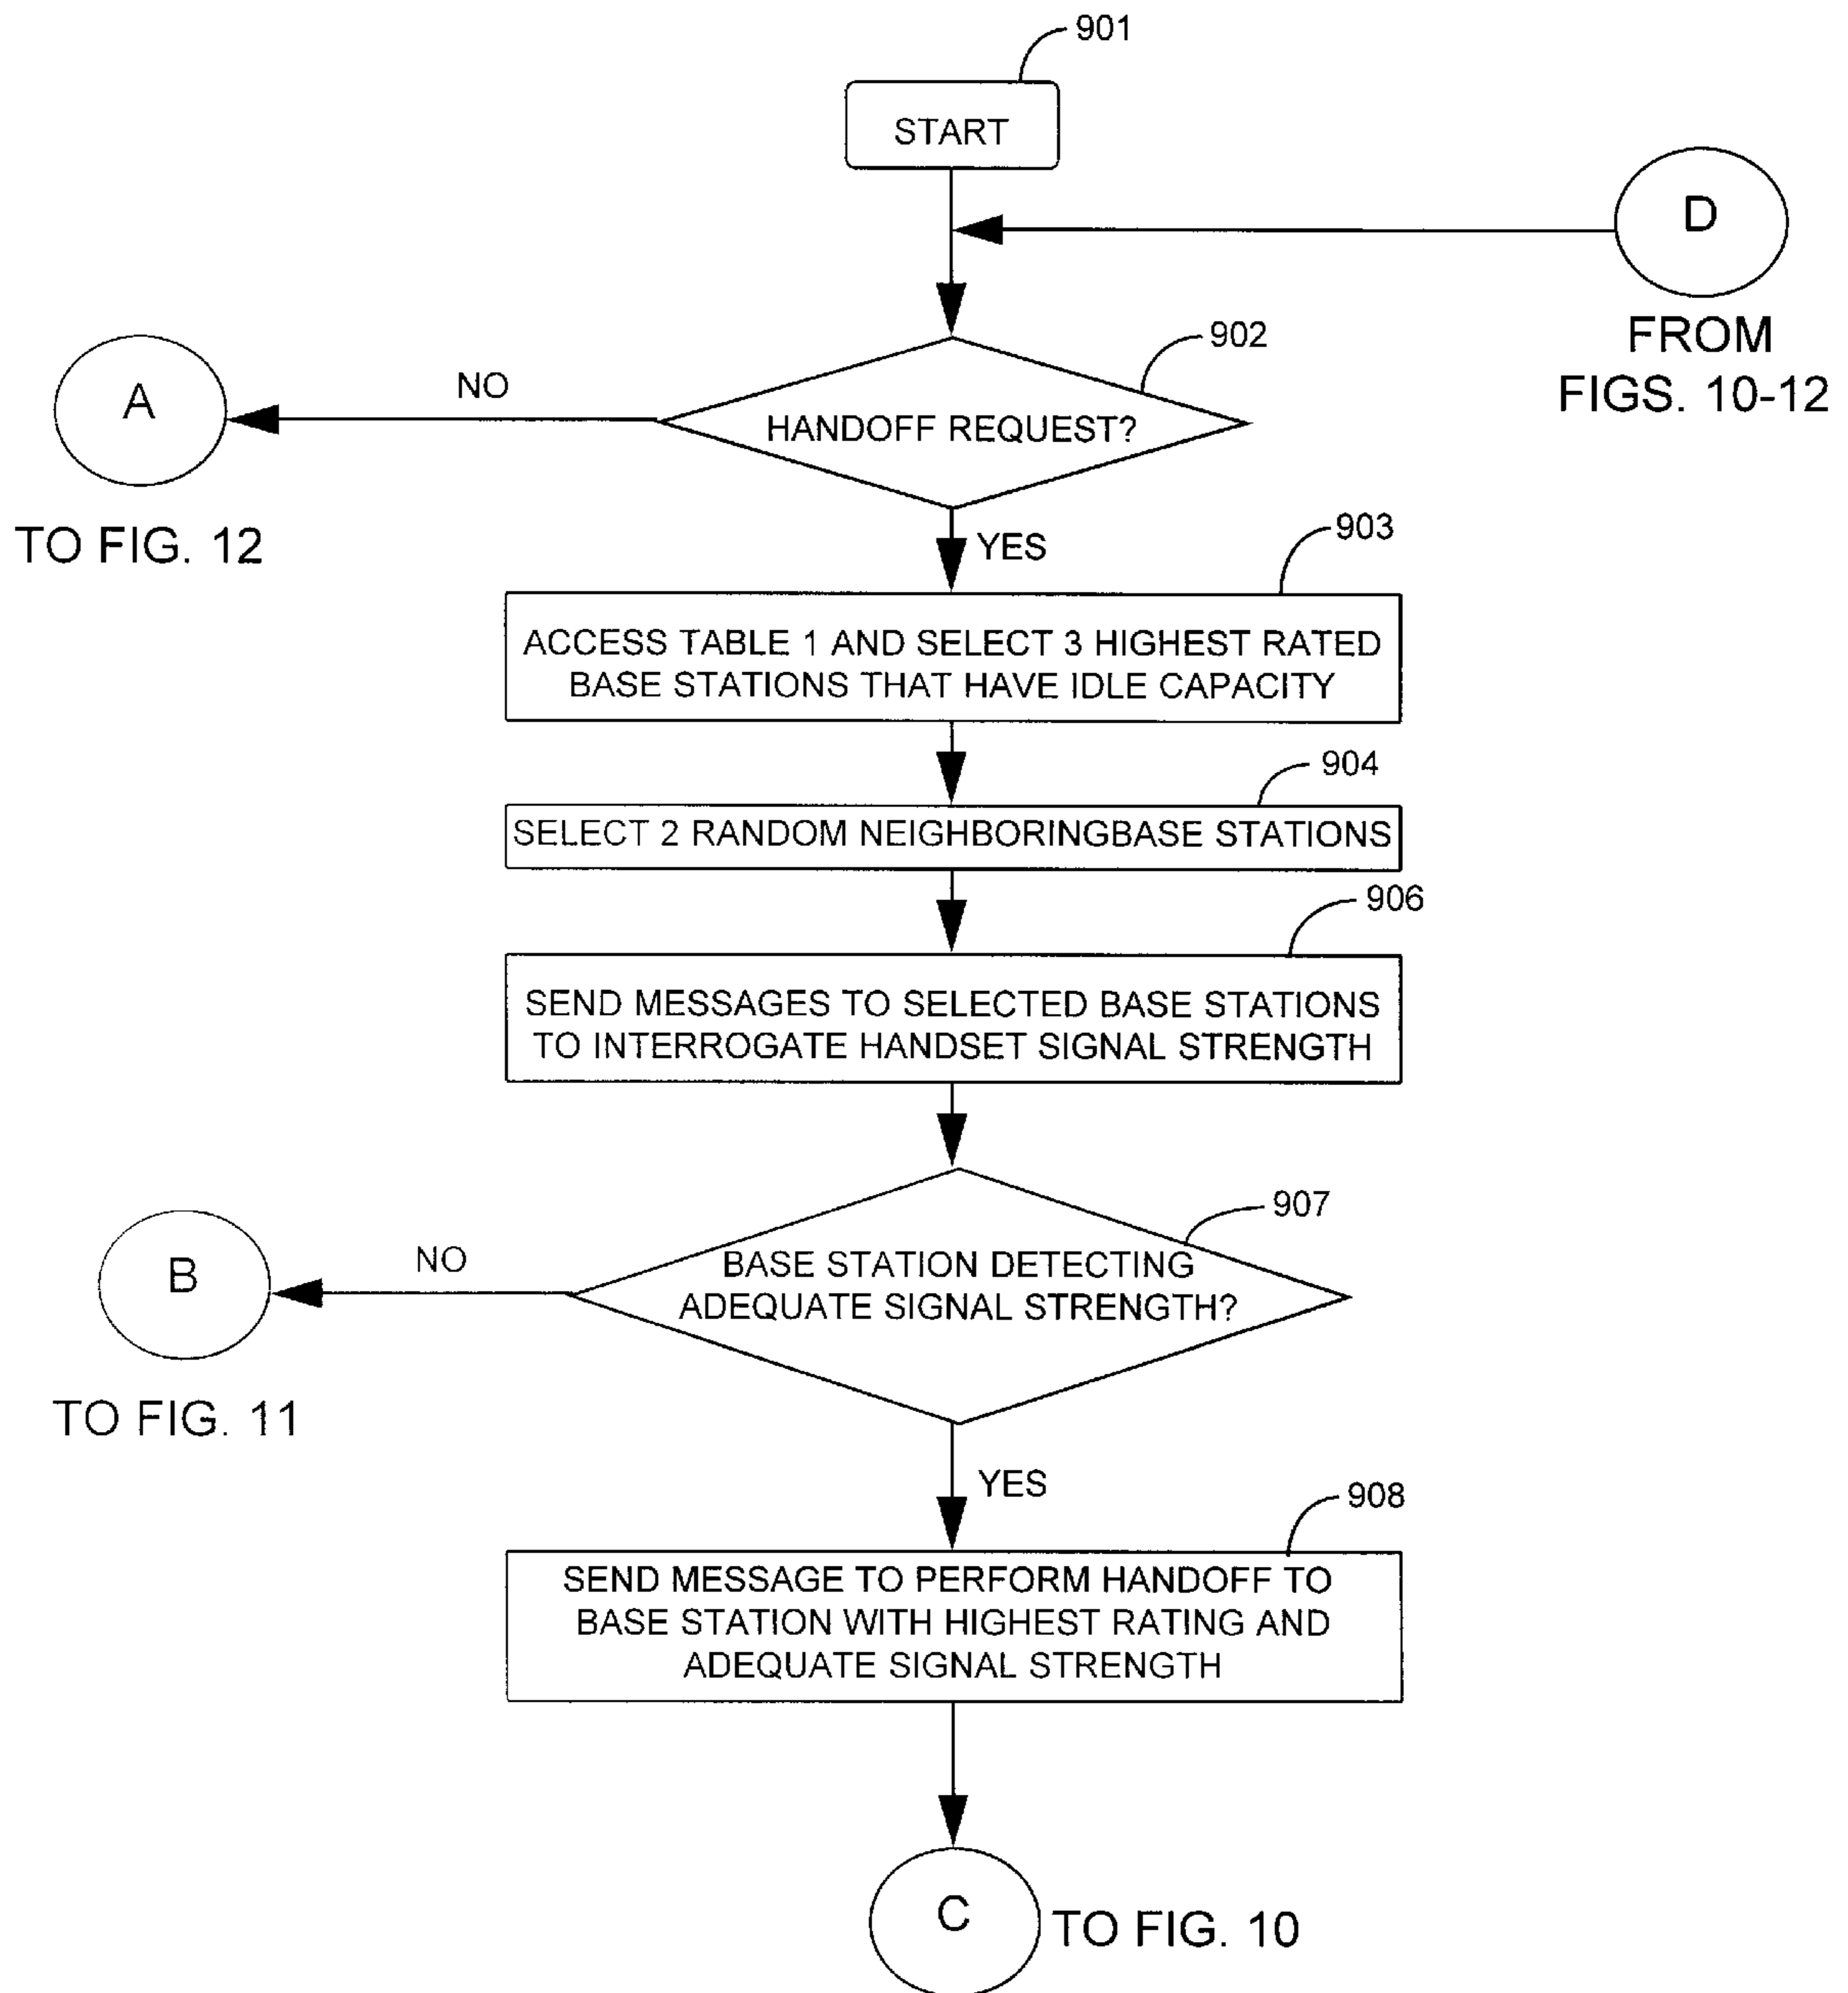 901
START
D
FROM
FIGS. 10-12
902
HANDOFF REQUEST?
NO
A
TO FIG. 12
YES
903
ACCESS TABLE 1 AND SELECT 3 HIGHEST RATED
BASE STATIONS THAT HAVE IDLE CAPACITY
904
SELECT 2 RANDOM NEIGHBORINGBASE STATIONS
906
SEND MESSAGES TO SELECTED BASE STATIONS
TO INTERROGATE HANDSET SIGNAL STRENGTH
907
BASE STATION DETECTING
ADEQUATE SIGNAL STRENGTH?
NO
B
TO FIG. 11
YES
908
SEND MESSAGE TO PERFORM HANDOFF TO
BASE STATION WITH HIGHEST RATING AND
ADEQUATE SIGNAL STRENGTH
C
TO FIG. 10